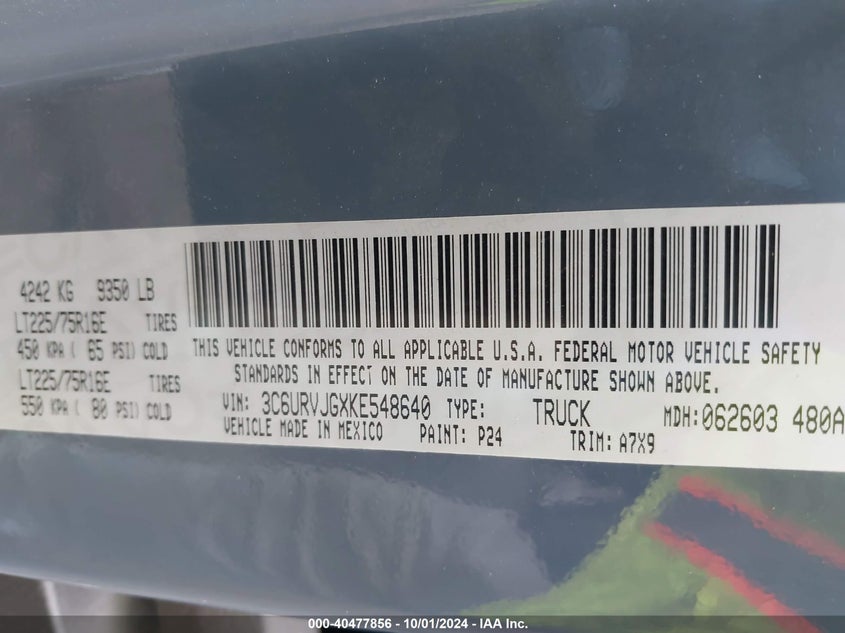 4242 KG 9350 LB
LT225/75R16E TIRES
450 KPA ( 65 PSI) COLD
LT225/75R16E TIRES
550 KPA ( 80 PSI) COLD
THIS VEHICLE CONFORMS TO ALL APPLICABLE U.S.A. FEDERAL MOTOR VEHICLE SAFETY
STANDARDS IN EFFECT ON THE DATE OF MANUFACTURE SHOWN ABOVE.
VIN: 3C6URVJGXKE548640 TYPE: TRUCK MDH: 062603 480A
VEHICLE MADE IN MEXICO PAINT: P24 TRIM: A7X9
000-40477856 - 10/01/2024 - IAA Inc.